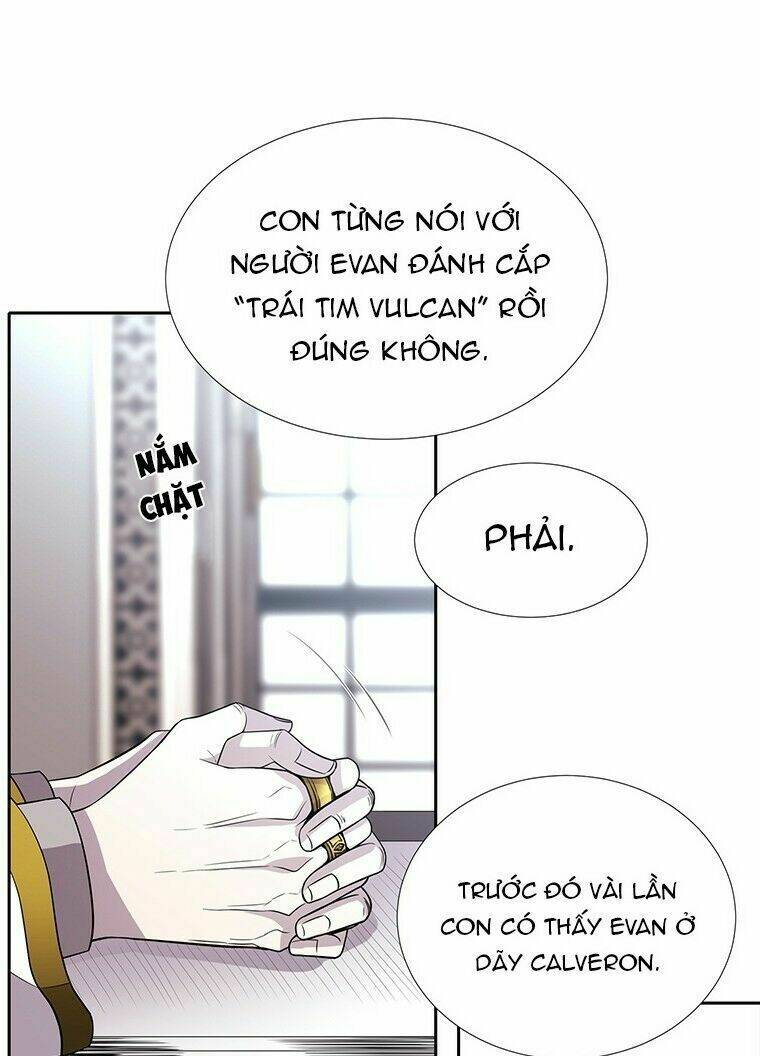 CON TỪNG NÓI VỚI
NGƯỜI EVAN ĐÁNH CẮP
"TRÁI TIM VULCAN" RỒI
ĐÚNG KHÔNG.
NẮM
CHẶT
PHẢI.
TRƯỚC ĐÓ VÀI LẦN
CON CÓ THẤY EVAN Ở
DÃY CALVERON.